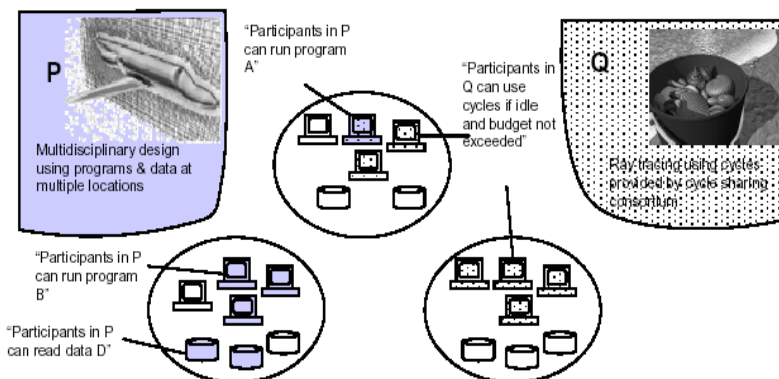 P
Multidisciplinary design
using programs & data at
multiple locations
“Participants in P
can run program
A”
“Participants in
Q can use
cycles if idle
and budget not
exceeded”
Q
Ray tracing using cycles
provided by cycle sharing
consortium
“Participants in P
can run program
B”
“Participants in P
can read data D”